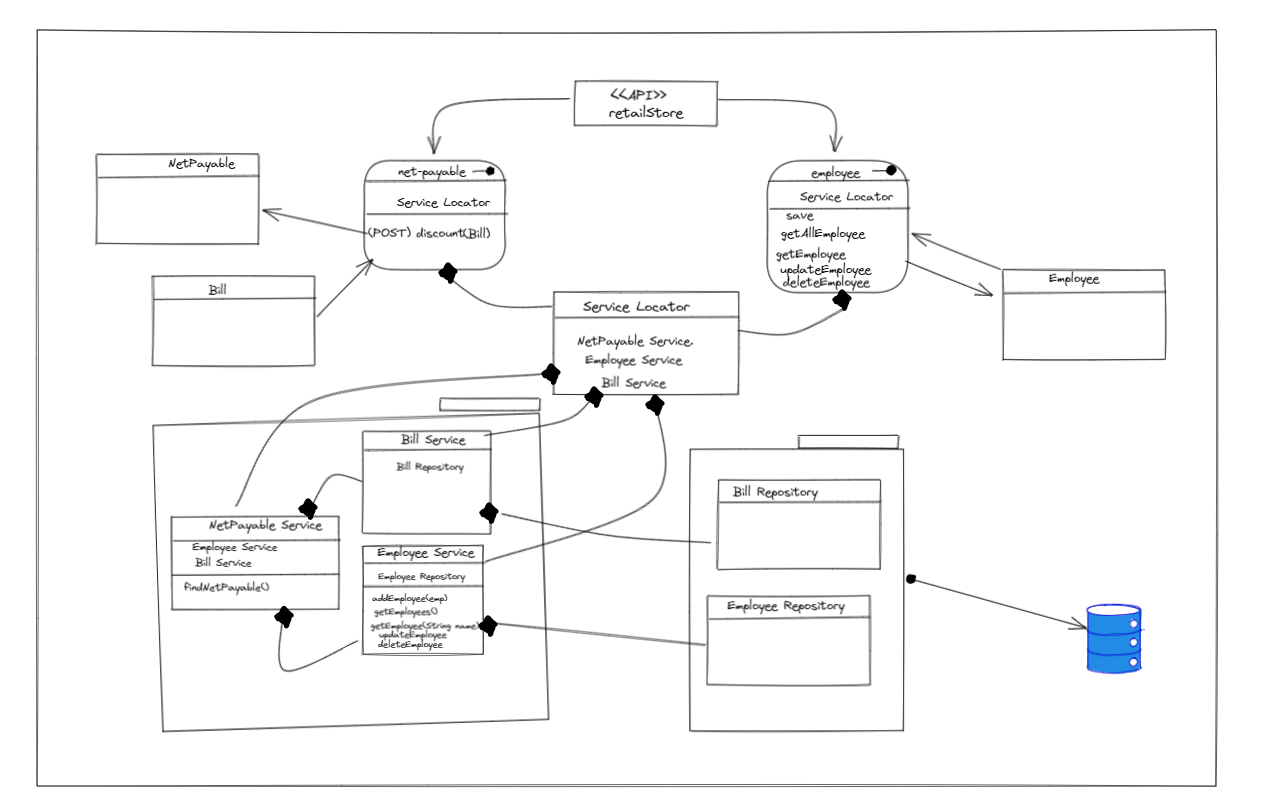 <<API>>
retailStore
NetPayable
net-payable
Service Locator
(POST) discount(Bill)
employee
Service Locator
save
getAllEmployee
getEmployee
updateEmployee
deleteEmployee
Bill
Employee
Service Locator
NetPayable Service.
Employee Service
Bill Service
Bill Service
Bill Repository
NetPayable Service
Employee Service
Bill Service
findNetPayable()
Employee Service
Employee Repository
addEmployee(emp)
getEmployees()
getEmployee(String name)
updateEmployee
deleteEmployee
Bill Repository
Employee Repository